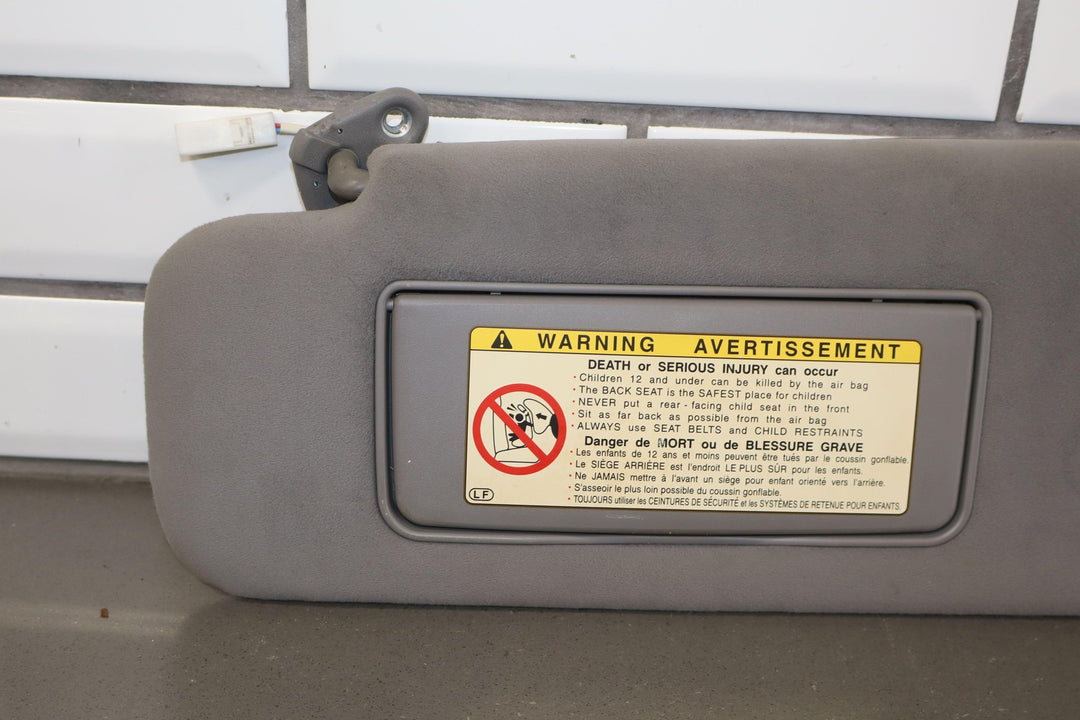 WARNING AVERTISSEMENT
DEATH or SERIOUS INJURY can occur
· Children 12 and under can be killed by the air bag
· The BACK SEAT is the SAFEST place for children
· NEVER put a rear-facing child seat in the front
· Sit as far back as possible from the air bag
· ALWAYS use SEAT BELTS and CHILD RESTRAINTS
Danger de MORT ou de BLESSURE GRAVE
· Les enfants de 12 ans et moins peuvent être tués par le coussin gonflable.
· Le SIÈGE ARRIÈRE est l'endroit LE PLUS SÛR pour les enfants.
· Ne JAMAIS mettre à l'avant un siège pour enfant orienté vers l'arrière.
· S'asseoir le plus loin possible du coussin gonflable.
· TOUJOURS utiliser les CEINTURES DE SÉCURITÉ et les SYSTÈMES DE RETENUE POUR ENFANTS.
LF